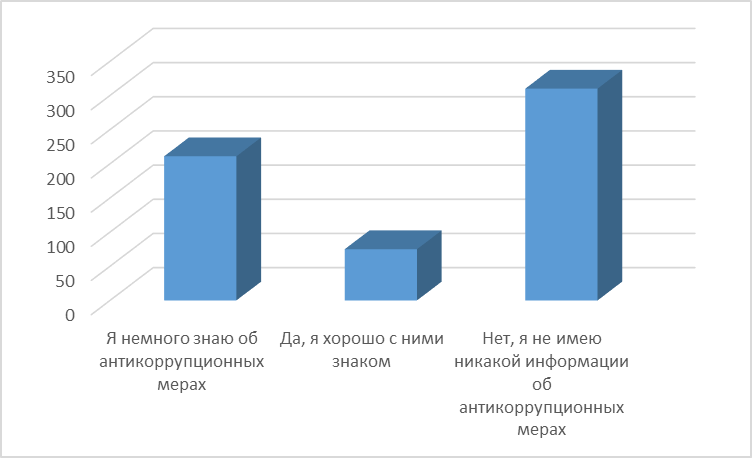 350
300
250
200
150
100
50
0
Я немного знаю об
антикоррупционных
мерах
Да, я хорошо с ними
знаком
Нет, я не имею
никакой информации
об
антикоррупционных
мерах